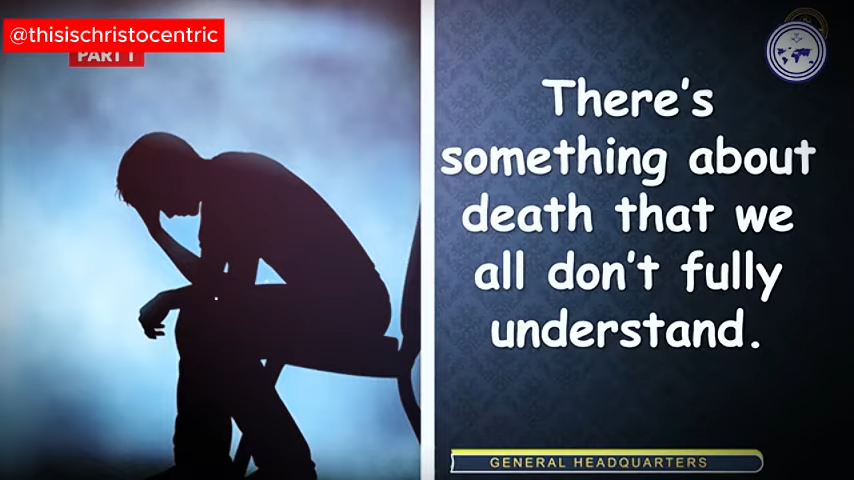 @thisischristocentric
PART 1
There's
something about
death that we
all don't fully
understand.
GENERAL HEADQUARTERS